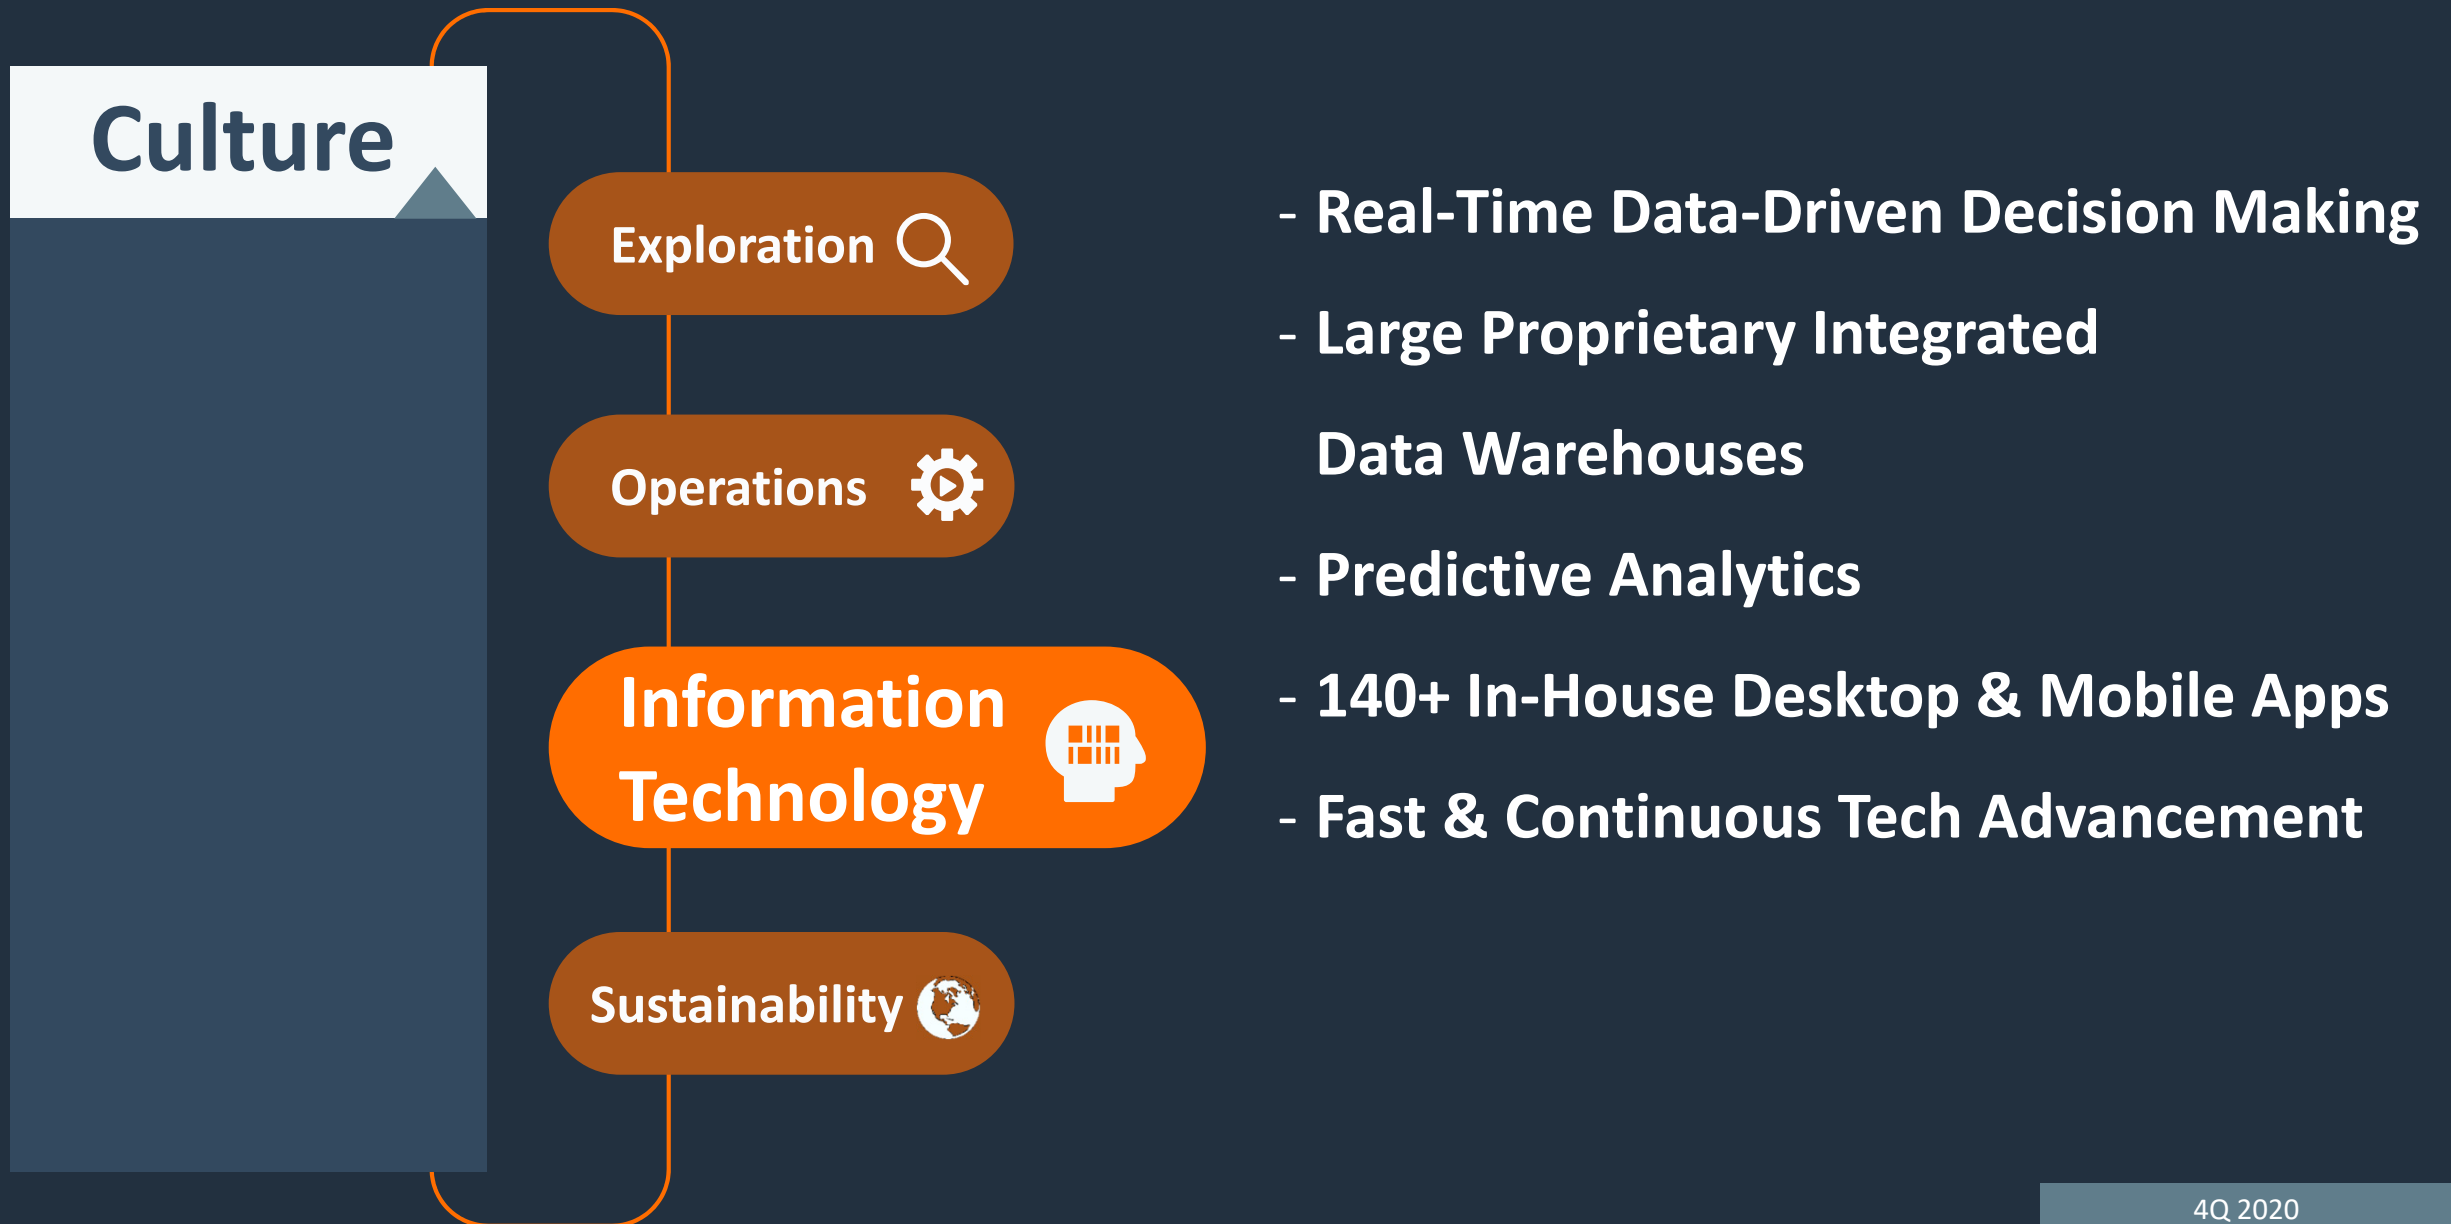 Culture
Exploration
Operations
Information
Technology
Sustainability
- Real-Time Data-Driven Decision Making
- Large Proprietary Integrated
Data Warehouses
- Predictive Analytics
- 140+ In-House Desktop & Mobile Apps
- Fast & Continuous Tech Advancement
4Q 2020